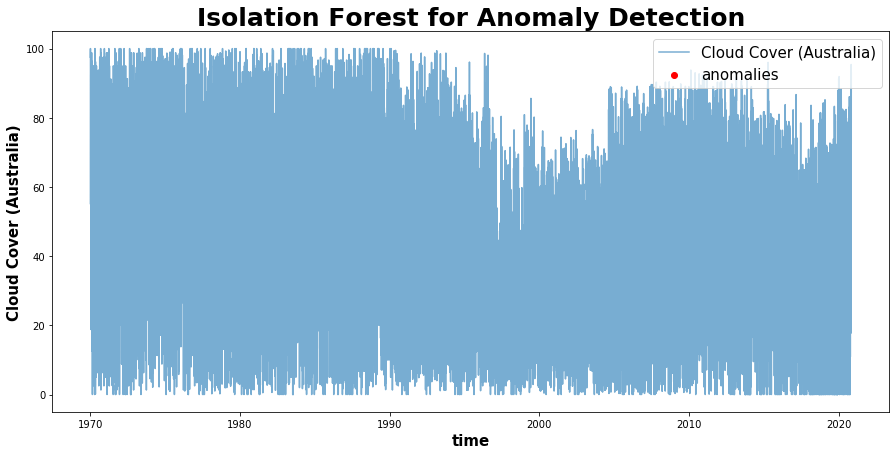 Isolation Forest for Anomaly Detection
Cloud Cover (Australia)
anomalies
Cloud Cover (Australia)
100
80
60
40
20
0
1970 1980 1990 2000 2010 2020
time